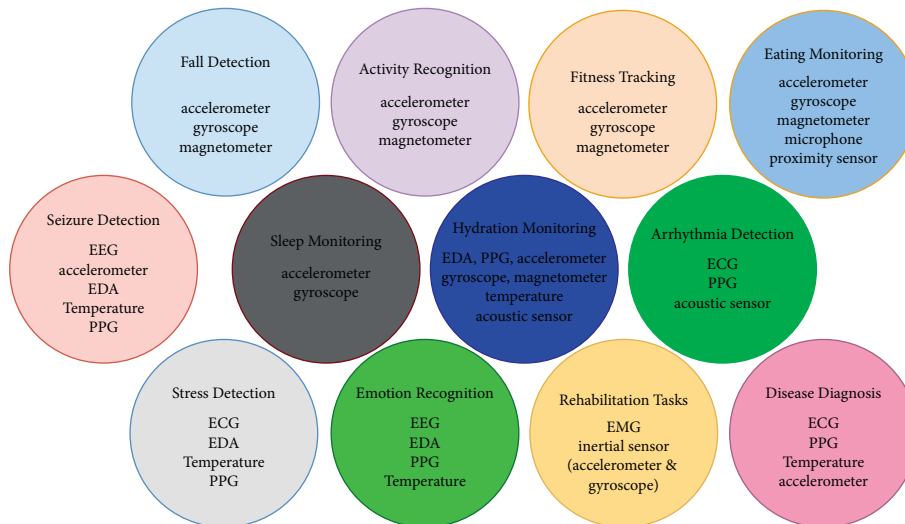 Fall Detection
accelerometer
gyroscope
magnetometer
Activity Recognition
accelerometer
gyroscope
magnetometer
Fitness Tracking
accelerometer
gyroscope
magnetometer
Eating Monitoring
accelerometer
gyroscope
magnetometer
microphone
proximity sensor
Seizure Detection
EEG
accelerometer
EDA
Temperature
PPG
Sleep Monitoring
accelerometer
gyroscope
Hydration Monitoring
EDA, PPG, accelerometer
gyroscope, magnetometer
temperature
acoustic sensor
Arrhythmia Detection
ECG
PPG
acoustic sensor
Stress Detection
ECG
EDA
Temperature
PPG
Emotion Recognition
EEG
EDA
PPG
Temperature
Rehabilitation Tasks
EMG
inertial sensor
(accelerometer &
gyroscope)
Disease Diagnosis
ECG
PPG
Temperature
accelerometer